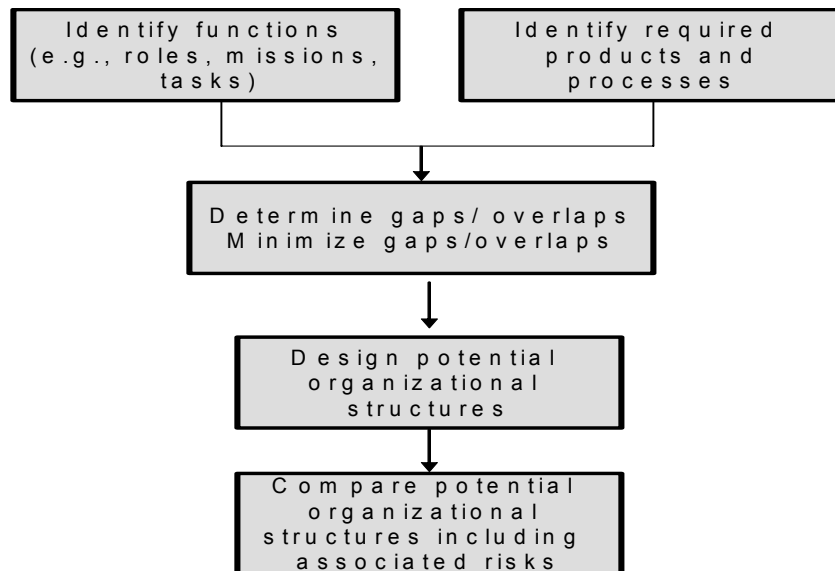 Identify functions
(e.g., roles, missions,
tasks)
Identify required
products and
processes
Determine gaps/ overlaps
Minimize gaps/overlaps
Design potential
organizational
structures
Compare potential
organizational
structures including
associated risks